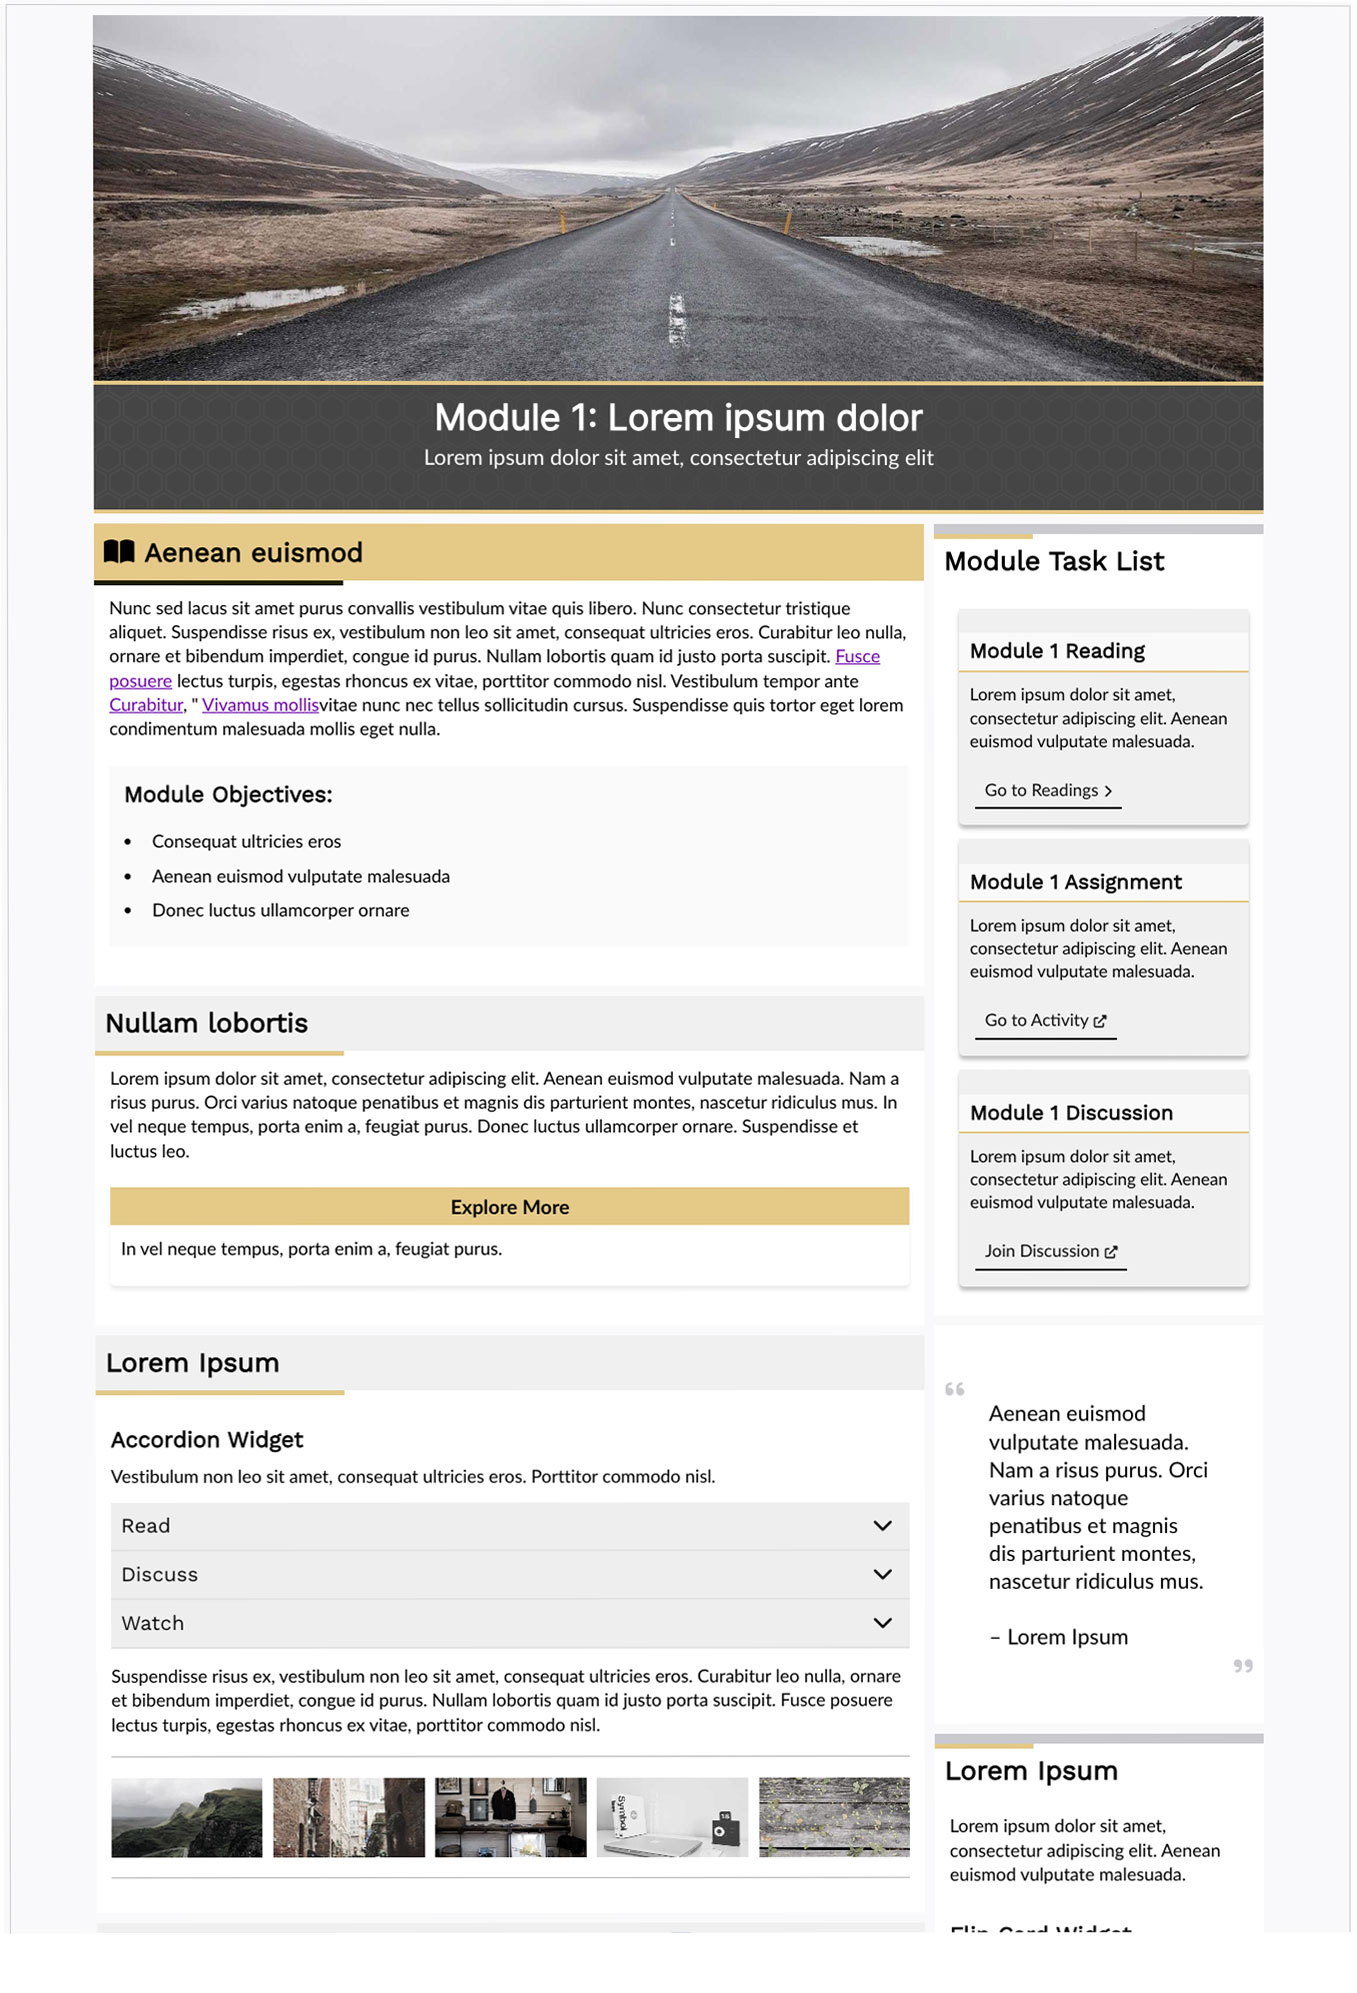 Module 1: Lorem ipsum dolor
Lorem ipsum dolor sit amet, consectetur adipiscing elit
Aenean euismod
Nunc sed lacus sit amet purus convallis vestibulum vitae quis libero. Nunc consectetur tristique
aliquet. Suspendisse risus ex, vestibulum non leo sit amet, consequat ultricies eros. Curabitur leo nulla,
ornare et bibendum imperdiet, congue id purus. Nullam lobortis quam id justo porta suscipit. Fusce
posuere lectus turpis, egestas rhoncus ex vitae, porttitor commodo nisl. Vestibulum tempor ante
Curabitur, " Vivamus mollisvitae nunc nec tellus sollicitudin cursus. Suspendisse quis tortor eget lorem
condimentum malesuada mollis eget nulla.
Module Objectives:
• Consequat ultricies eros
• Aenean euismod vulputate malesuada
• Donec luctus ullamcorper ornare
Nullam lobortis
Lorem ipsum dolor sit amet, consectetur adipiscing elit. Aenean euismod vulputate malesuada. Nam a
risus purus. Orci varius natoque penatibus et magnis dis parturient montes, nascetur ridiculus mus. In
vel neque tempus, porta enim a, feugiat purus. Donec luctus ullamcorper ornare. Suspendisse et
luctus leo.
Explore More
In vel neque tempus, porta enim a, feugiat purus.
Lorem Ipsum
Accordion Widget
Vestibulum non leo sit amet, consequat ultricies eros. Porttitor commodo nisl.
Read
Discuss
Watch
Suspendisse risus ex, vestibulum non leo sit amet, consequat ultricies eros. Curabitur leo nulla, ornare
et bibendum imperdiet, congue id purus. Nullam lobortis quam id justo porta suscipit. Fusce posuere
lectus turpis, egestas rhoncus ex vitae, porttitor commodo nisl.
Symbol
18
Module Task List
Module 1 Reading
Lorem ipsum dolor sit amet,
consectetur adipiscing elit. Aenean
euismod vulputate malesuada.
Go to Readings
Module 1 Assignment
Lorem ipsum dolor sit amet,
consectetur adipiscing elit. Aenean
euismod vulputate malesuada.
Go to Activity
Module 1 Discussion
Lorem ipsum dolor sit amet,
consectetur adipiscing elit. Aenean
euismod vulputate malesuada.
Join Discussion
“
Aenean euismod
vulputate malesuada.
Nam a risus purus. Orci
varius natoque
penatibus et magnis
dis parturient montes,
nascetur ridiculus mus.
– Lorem Ipsum
”
Lorem Ipsum
Lorem ipsum dolor sit amet,
consectetur adipiscing elit. Aenean
euismod vulputate malesuada.
Flip Card Widget